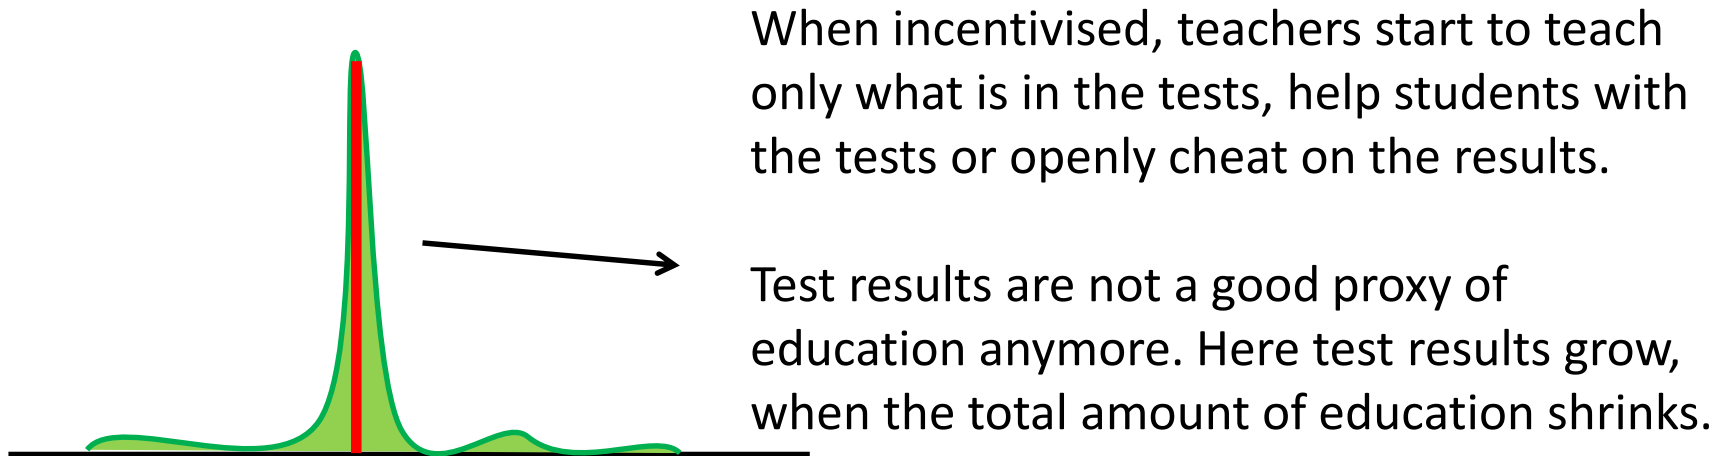 When incentivised, teachers start to teach
only what is in the tests, help students with
the tests or openly cheat on the results.
Test results are not a good proxy of
education anymore. Here test results grow,
when the total amount of education shrinks.